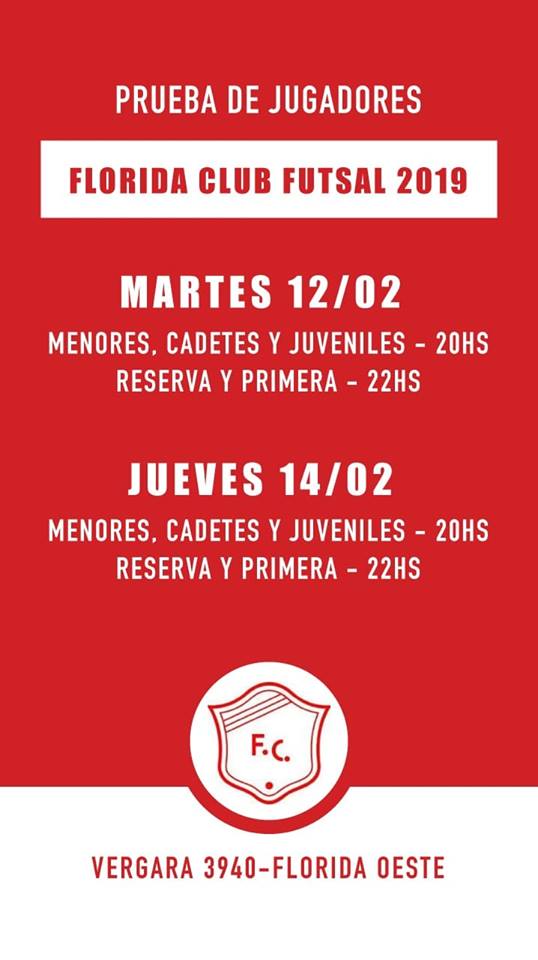 PRUEBA DE JUGADORES
FLORIDA CLUB FUTSAL 2019
MARTES 12/02
MENORES, CADETES Y JUVENILES - 20HS
RESERVA Y PRIMERA - 22HS
JUEVES 14/02
MENORES, CADETES Y JUVENILES - 20HS
RESERVA Y PRIMERA - 22HS
F.C.
VERGARA 3940-FLORIDA OESTE